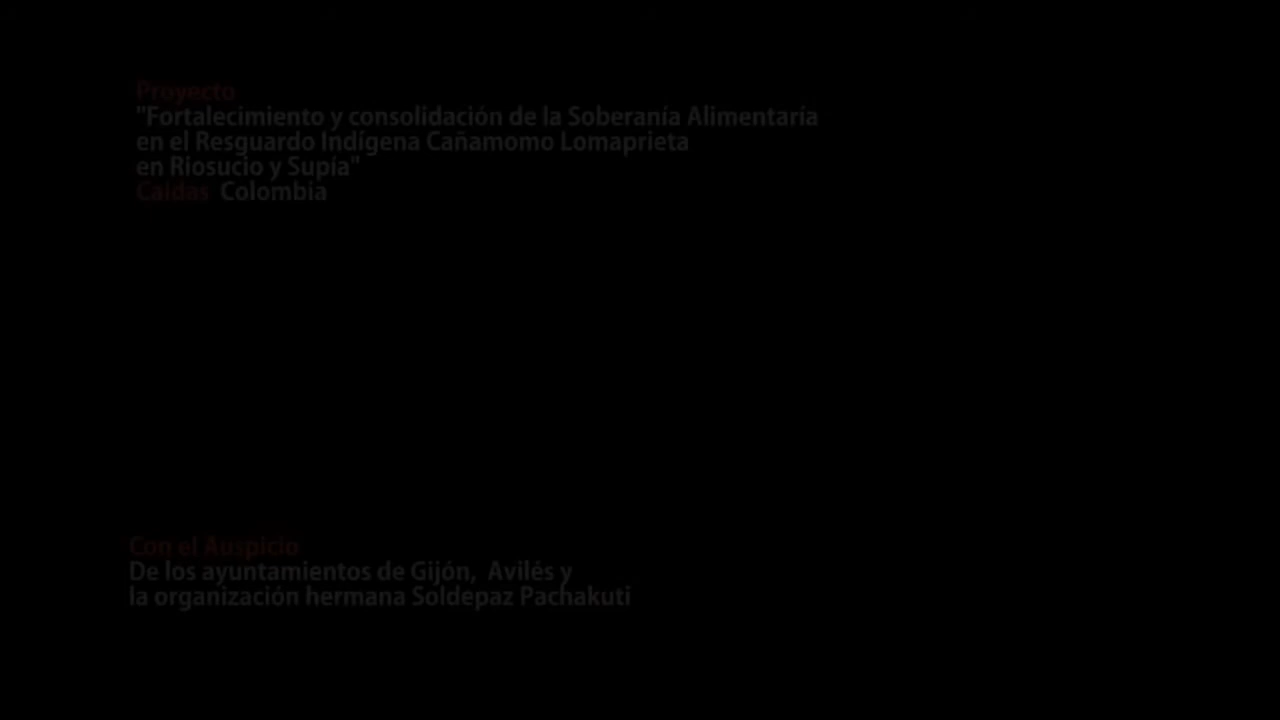 Proyecto
"Fortalecimiento y consolidación de la Soberanía Alimentaría
en el Resguardo Indígena Cañamomo Lomaprieta
en Riosucio y Supía"
Caldas Colombia
Con el Auspicio
De los ayuntamientos de Gijón, Avilés y
la organización hermana Soldepaz Pachakuti